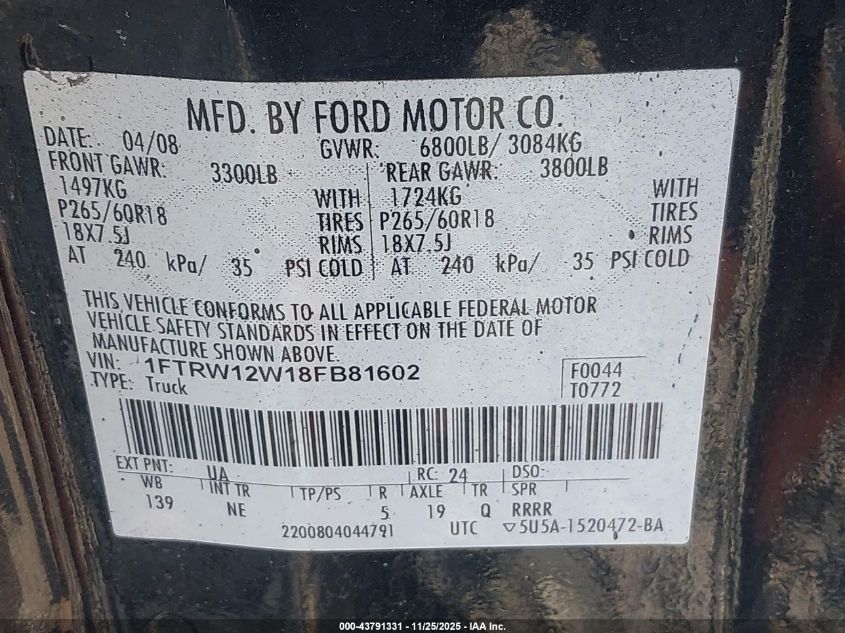 MFD. BY FORD MOTOR CO.
DATE: 04/08 GVWR: 6800LB/ 3084KG
FRONT GAWR: 3300LB REAR GAWR: 3800LB
1497KG WITH 1724KG WITH
P265/60R18 TIRES P265/60R18 TIRES
18X7.5J RIMS 18X7.5J RIMS
AT 240 kPa/ 35 PSI COLD AT 240 kPa/ 35 PSI COLD
THIS VEHICLE CONFORMS TO ALL APPLICABLE FEDERAL MOTOR
VEHICLE SAFETY STANDARDS IN EFFECT ON THE DATE OF
MANUFACTURE SHOWN ABOVE.
VIN: 1FTRW12W18FB81602 F0044
TYPE: Truck T0772
EXT PNT: UA RC: 24 DSO:
WB INT TR TP/PS R AXLE TR SPR
139 NE 5 19 Q RRRR
2200804044791 UTC ▽5U5A-1520472-BA
000-43791331 - 11/25/2025 - IAA Inc.